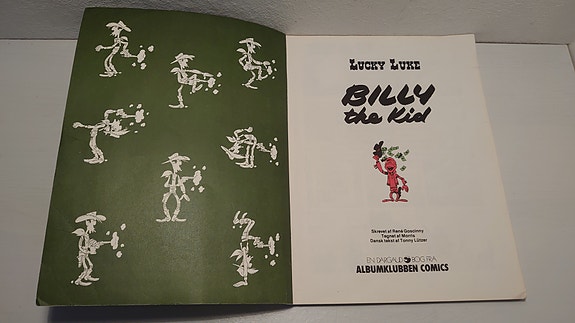 LUCKY LUKE
BILLY
the Kid
Skrevet af René Goscinny
Tegnet af Morris
Dansk tekst af Tonny Lützer
EN DARGAUD BOG FRA
ALBUMKLUBBEN COMICS